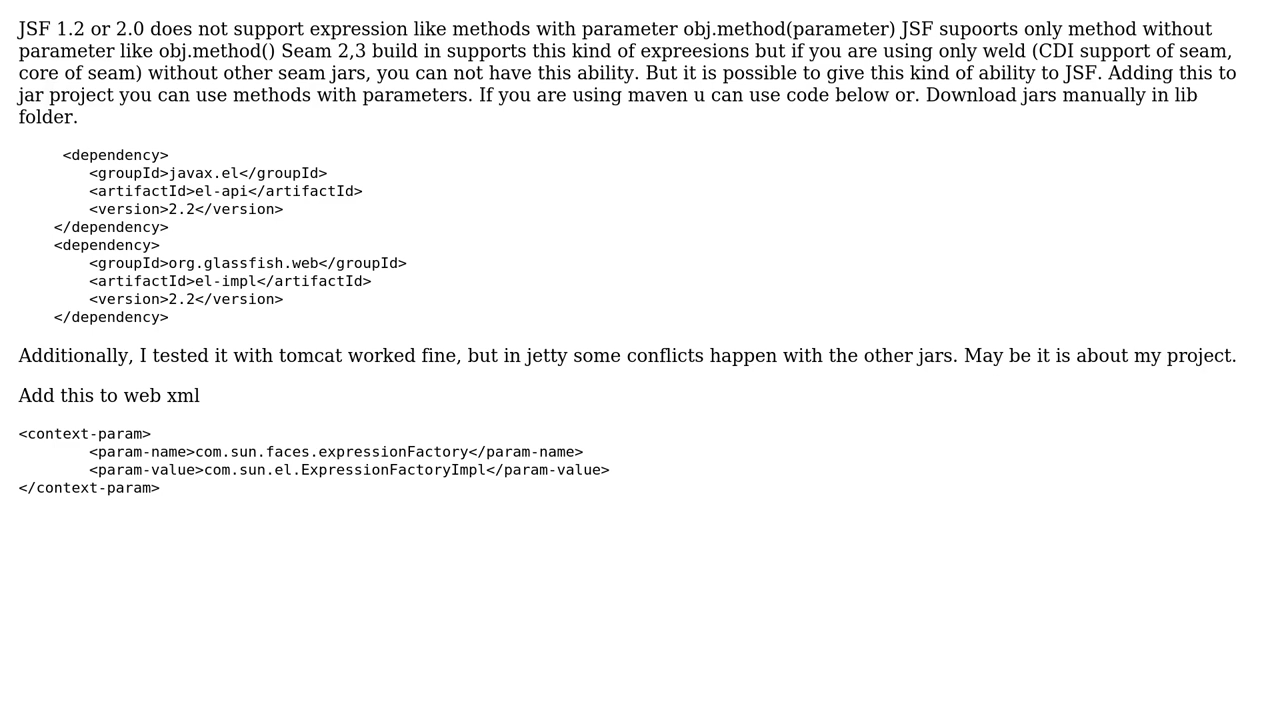 JSF 1.2 or 2.0 does not support expression like methods with parameter obj.method(parameter) JSF supoorts only method without
parameter like obj.method() Seam 2,3 build in supports this kind of expreesions but if you are using only weld (CDI support of seam,
core of seam) without other seam jars, you can not have this ability. But it is possible to give this kind of ability to JSF. Adding this to
jar project you can use methods with parameters. If you are using maven u can use code below or. Download jars manually in lib
folder.
<dependency>
<groupId>javax.el</groupId>
<artifactId>el-api</artifactId>
<version>2.2</version>
</dependency>
<dependency>
<groupId>org.glassfish.web</groupId>
<artifactId>el-impl</artifactId>
<version>2.2</version>
</dependency>
Additionally, I tested it with tomcat worked fine, but in jetty some conflicts happen with the other jars. May be it is about my project.
Add this to web xml
<context-param>
<param-name>com.sun.faces.expressionFactory</param-name>
<param-value>com.sun.el.ExpressionFactoryImpl</param-value>
</context-param>